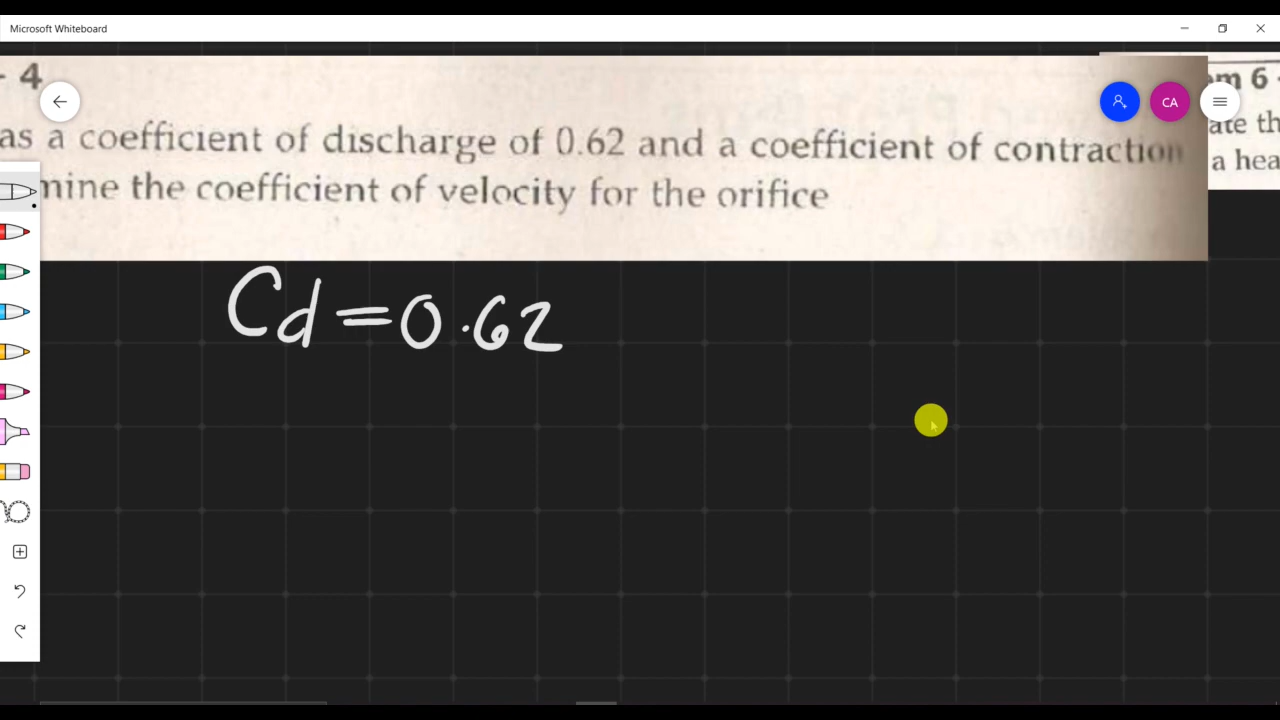 Microsoft Whiteboard
- 4
CA
m 6
as a coefficient of discharge of 0.62 and a coefficient of contraction
ate th
mine the coefficient of velocity for the orifice
a hea
Cd = 0.62